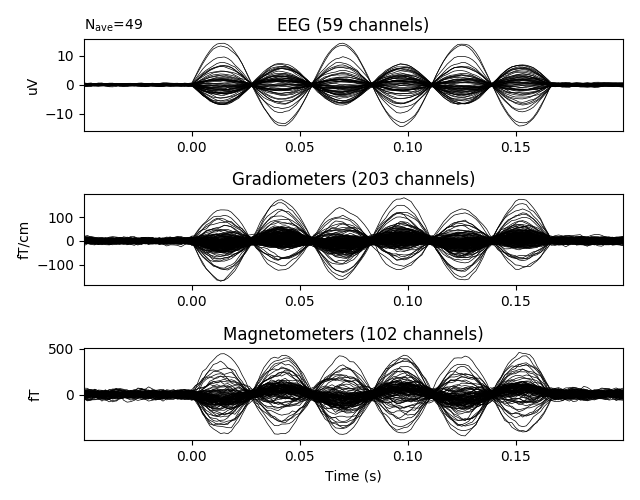 N_ave=49
EEG (59 channels)
10
0
−10
uV
0.00 0.05 0.10 0.15
Gradiometers (203 channels)
100
0
−100
fT/cm
0.00 0.05 0.10 0.15
Magnetometers (102 channels)
500
0
fT
0.00 0.05 0.10 0.15
Time (s)